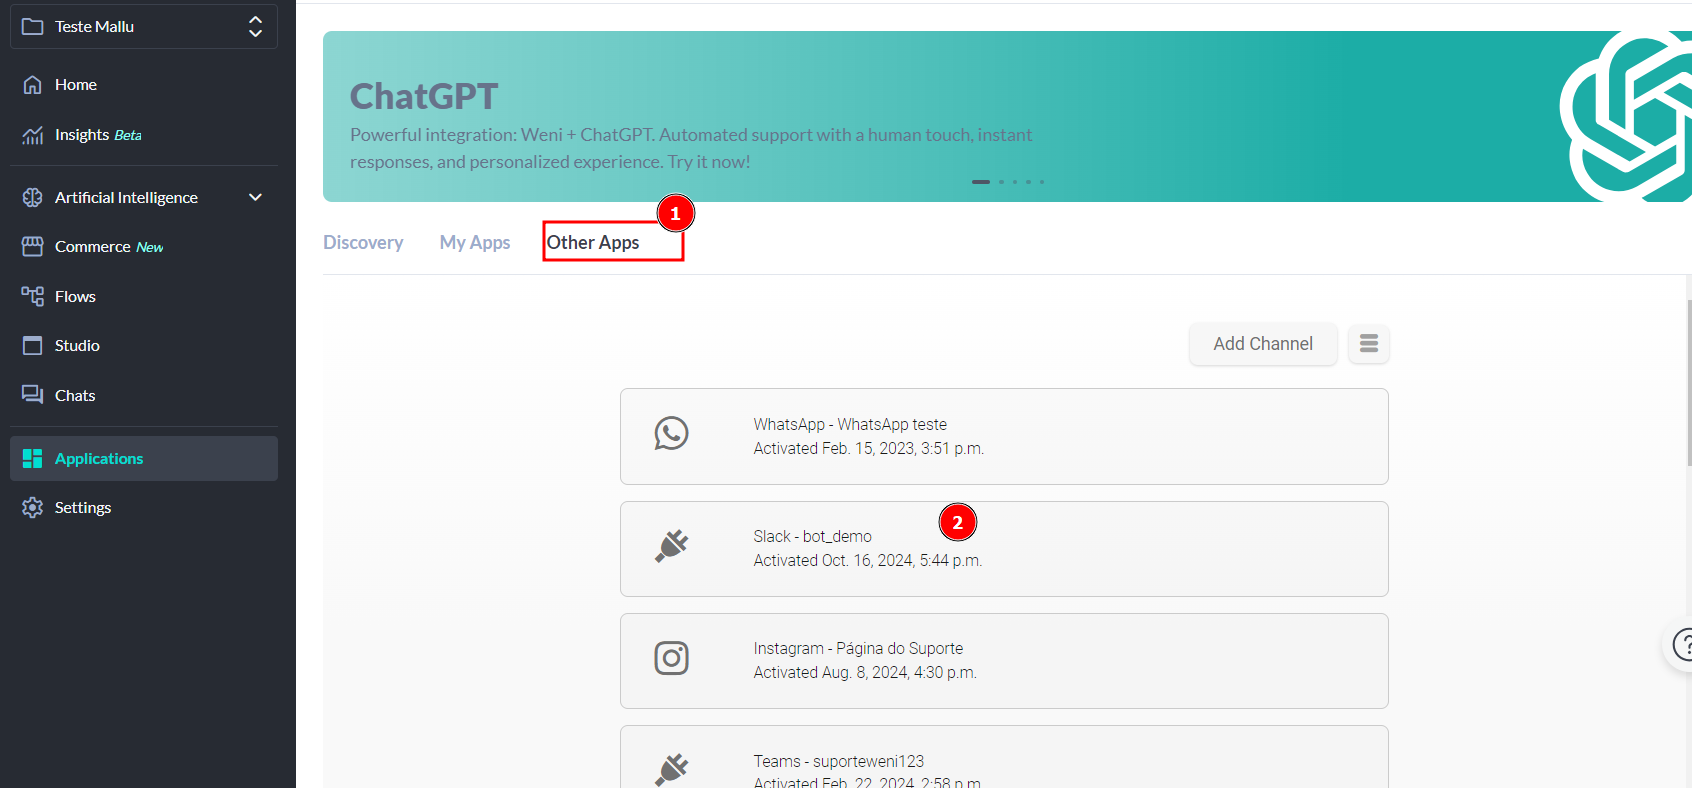 Teste Mallu
Home
Insights Beta
Artificial Intelligence
Commerce New
Flows
Studio
Chats
Applications
Settings
ChatGPT
Powerful integration: Weni + ChatGPT. Automated support with a human touch, instant
responses, and personalized experience. Try it now!
1
Discovery
My Apps
Other Apps
Add Channel
WhatsApp - WhatsApp teste
Activated Feb. 15, 2023, 3:51 p.m.
2
Slack - bot_demo
Activated Oct. 16, 2024, 5:44 p.m.
Instagram - Página do Suporte
Activated Aug. 8, 2024, 4:30 p.m.
?
Teams - suporteweni123
Activated Feb. 22, 2024, 2:58 p.m.